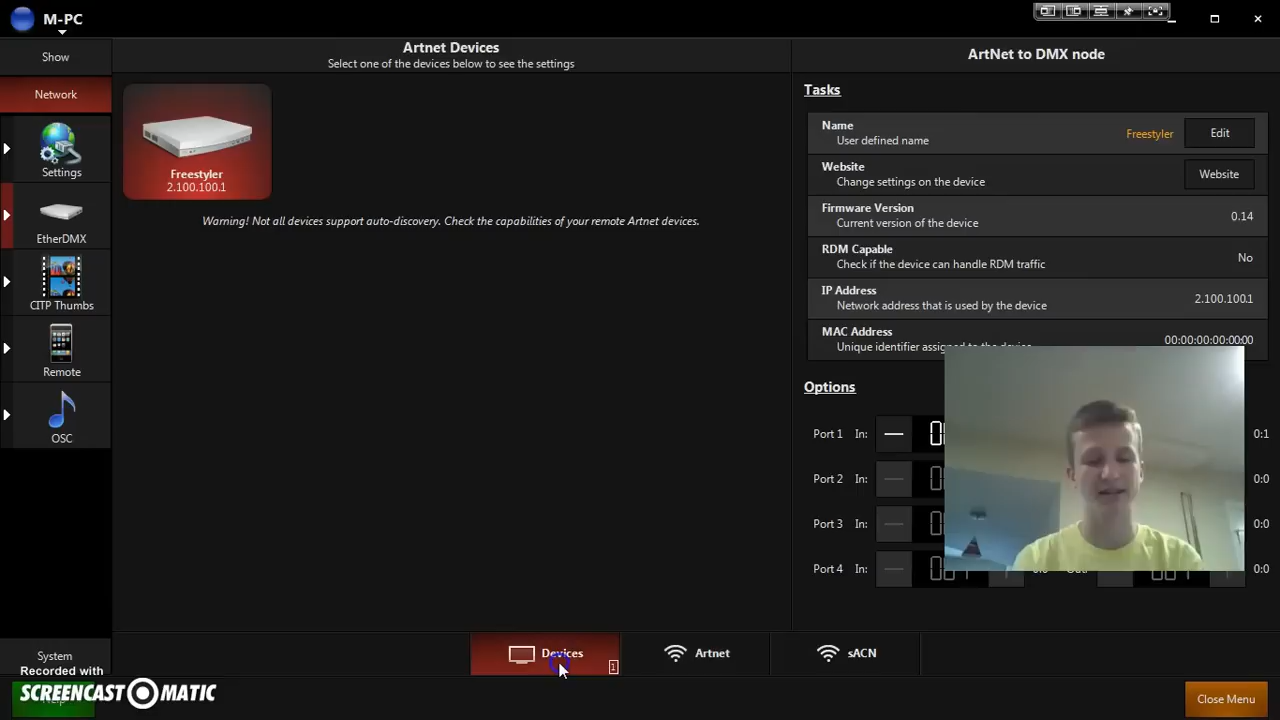 M-PC
Show
Network
Settings
EtherDMX
CITP Thumbs
Remote
OSC
System
Recorded with
SCREENCAST MATIC
Artnet Devices
Select one of the devices below to see the settings
Freestyler
2.100.100.1
Warning! Not all devices support auto-discovery. Check the capabilities of your remote Artnet devices.
Devices
1
Artnet
sACN
ArtNet to DMX node
Tasks
Name
User defined name
Freestyler
Edit
Website
Change settings on the device
Website
Firmware Version
Current version of the device
0.14
RDM Capable
Check if the device can handle RDM traffic
No
IP Address
Network address that is used by the device
2.100.100.1
MAC Address
Unique identifier assigned to the device
00:00:00:00:00:00
Options
Port 1 In:
0:1
Port 2 In:
0:0
Port 3 In:
0:0
Port 4 In:
0:0
Close Menu